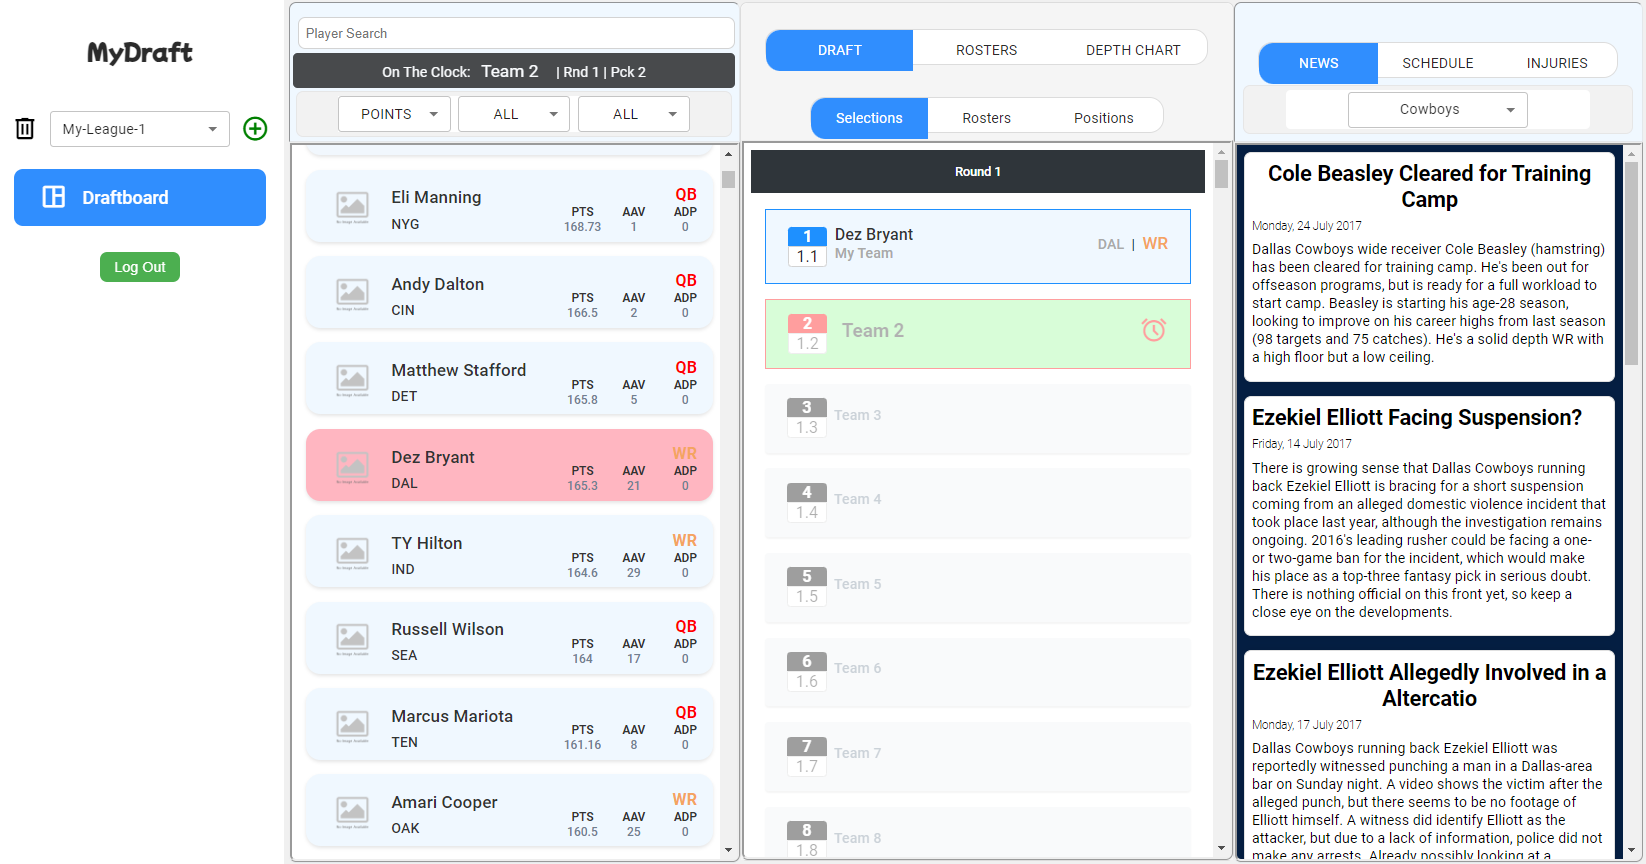 MyDraft
My-League-1
Draftboard
Log Out
Player Search
On The Clock: Team 2 | Rnd 1 | Pck 2
POINTS ALL ALL
Eli Manning QB
NYG PTS AAV ADP
168.73 1 0
Andy Dalton QB
CIN PTS AAV ADP
166.5 2 0
Matthew Stafford QB
DET PTS AAV ADP
165.8 5 0
Dez Bryant WR
DAL PTS AAV ADP
165.3 21 0
TY Hilton WR
IND PTS AAV ADP
164.6 29 0
Russell Wilson QB
SEA PTS AAV ADP
164 17 0
Marcus Mariota QB
TEN PTS AAV ADP
161.16 8 0
Amari Cooper WR
OAK PTS AAV ADP
160.5 25 0
DRAFT ROSTERS DEPTH CHART
Selections Rosters Positions
Round 1
1 Dez Bryant
1.1 My Team DAL | WR
2
1.2 Team 2
3
1.3 Team 3
4
1.4 Team 4
5
1.5 Team 5
6
1.6 Team 6
7
1.7 Team 7
8
1.8 Team 8
NEWS SCHEDULE INJURIES
Cowboys
Cole Beasley Cleared for Training
Camp
Monday, 24 July 2017
Dallas Cowboys wide receiver Cole Beasley (hamstring)
has been cleared for training camp. He's been out for
offseason programs, but is ready for a full workload to
start camp. Beasley is starting his age-28 season,
looking to improve on his career highs from last season
(98 targets and 75 catches). He's a solid depth WR with
a high floor but a low ceiling.
Ezekiel Elliott Facing Suspension?
Friday, 14 July 2017
There is growing sense that Dallas Cowboys running
back Ezekiel Elliott is bracing for a short suspension
coming from an alleged domestic violence incident that
took place last year, although the investigation remains
ongoing. 2016's leading rusher could be facing a one-
or two-game ban for the incident, which would make
his place as a top-three fantasy pick in serious doubt.
There is nothing official on this front yet, so keep a
close eye on the developments.
Ezekiel Elliott Allegedly Involved in a
Altercatio
Monday, 17 July 2017
Dallas Cowboys running back Ezekiel Elliott was
reportedly witnessed punching a man in a Dallas-area
bar on Sunday night. A video shows the victim after the
alleged punch, but there seems to be no footage of
Elliott himself. A witness did identify Elliott as the
attacker, but due to a lack of information, police did not
make any arrests. Already possibly looking at a